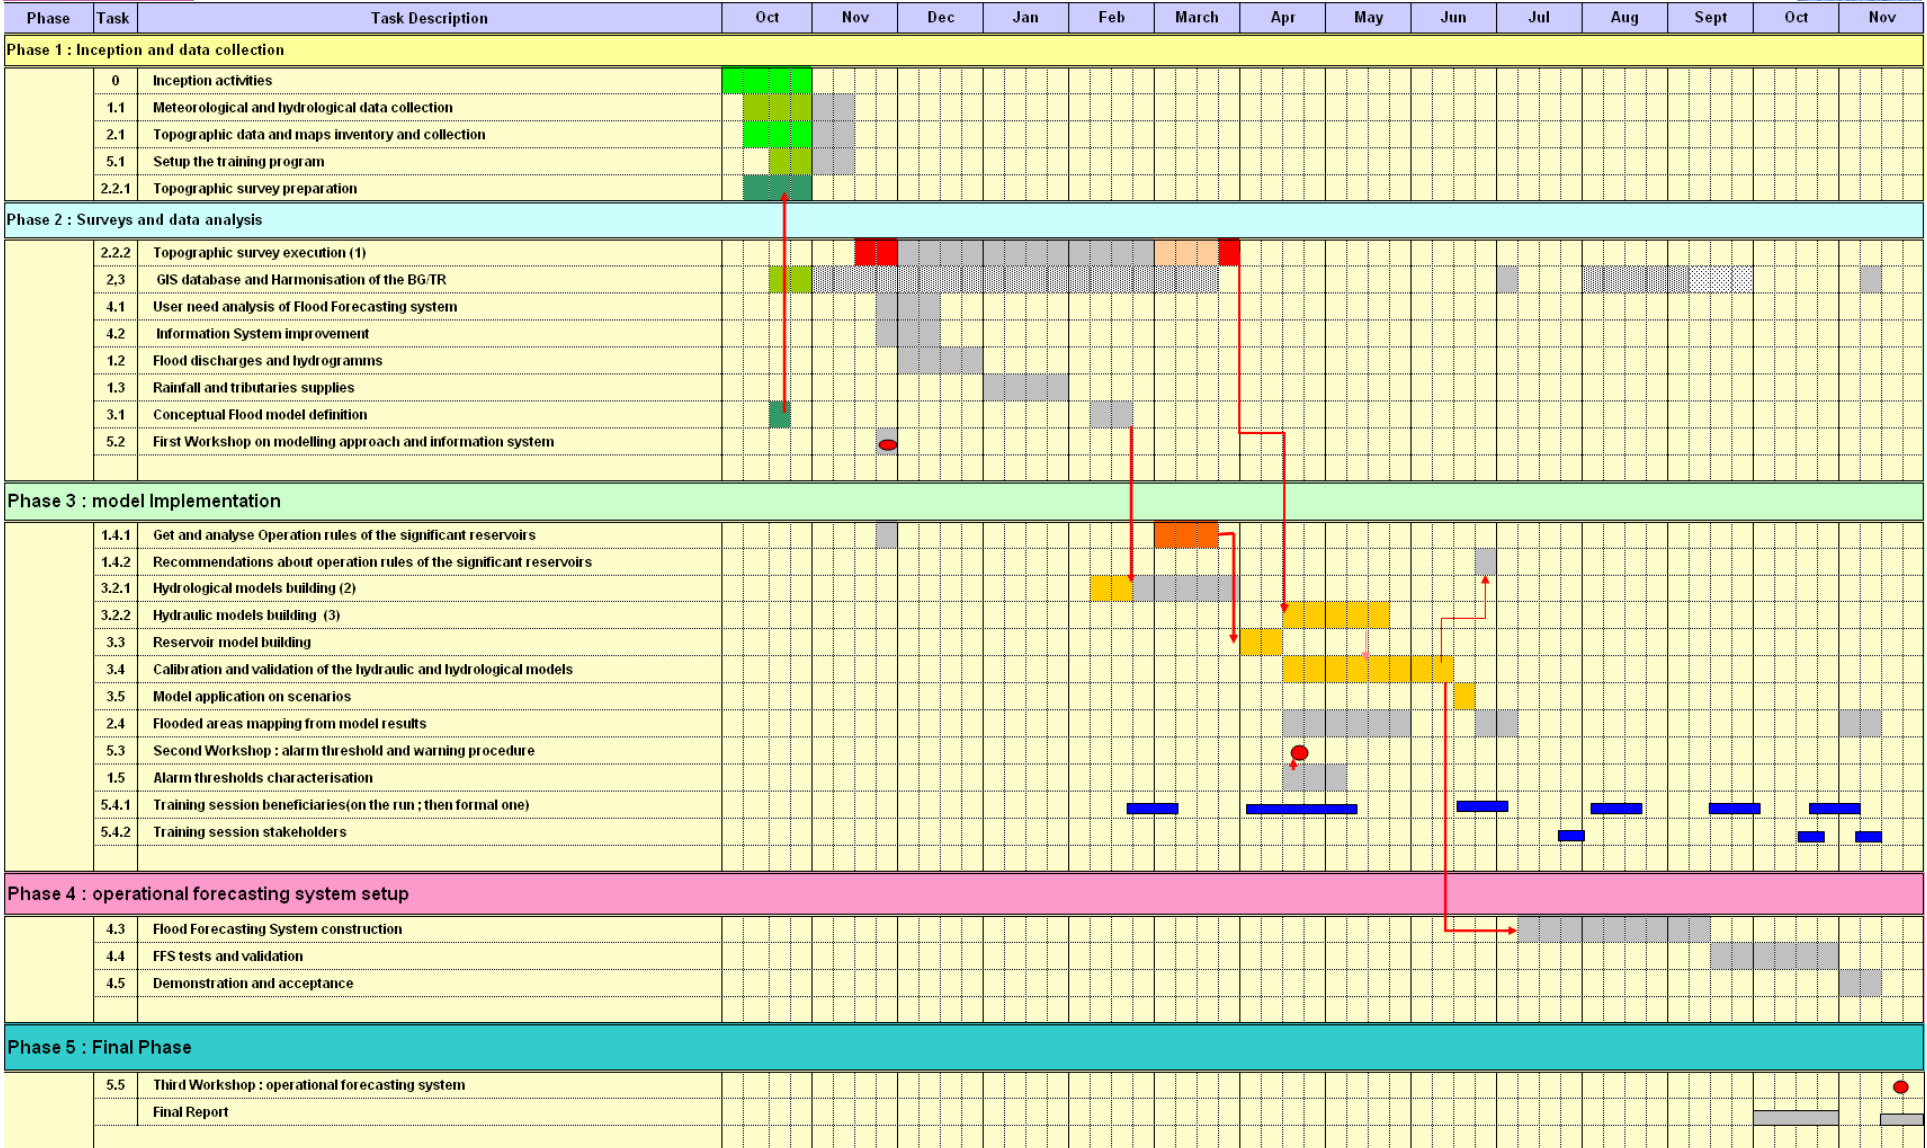 Phase Task Task Description Oct Nov Dec Jan Feb March Apr May Jun Jul Aug Sept Oct Nov
Phase 1 : Inception and data collection
0 Inception activities
1.1 Meteorological and hydrological data collection
2.1 Topographic data and maps inventory and collection
5.1 Setup the training program
2.2.1 Topographic survey preparation
Phase 2 : Surveys and data analysis
2.2.2 Topographic survey execution (1)
2,3 GIS database and Harmonisation of the BG/TR
4.1 User need analysis of Flood Forecasting system
4.2 Information System improvement
1.2 Flood discharges and hydrogramms
1.3 Rainfall and tributaries supplies
3.1 Conceptual Flood model definition
5.2 First Workshop on modelling approach and information system
Phase 3 : model Implementation
1.4.1 Get and analyse Operation rules of the significant reservoirs
1.4.2 Recommendations about operation rules of the significant reservoirs
3.2.1 Hydrological models building (2)
3.2.2 Hydraulic models building (3)
3.3 Reservoir model building
3.4 Calibration and validation of the hydraulic and hydrological models
3.5 Model application on scenarios
2.4 Flooded areas mapping from model results
5.3 Second Workshop : alarm threshold and warning procedure
1.5 Alarm thresholds characterisation
5.4.1 Training session beneficiaries(on the run ; then formal one)
5.4.2 Training session stakeholders
Phase 4 : operational forecasting system setup
4.3 Flood Forecasting System construction
4.4 FFS tests and validation
4.5 Demonstration and acceptance
Phase 5 : Final Phase
5.5 Third Workshop : operational forecasting system
Final Report